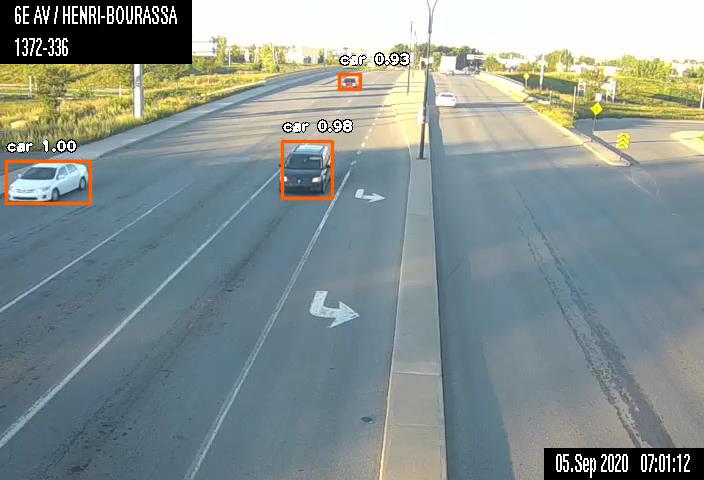 6E AV / HENRI-BOURASSA
1372-336
car 0.93
car 0.98
car 1.00
05.Sep 2020 07:01:12